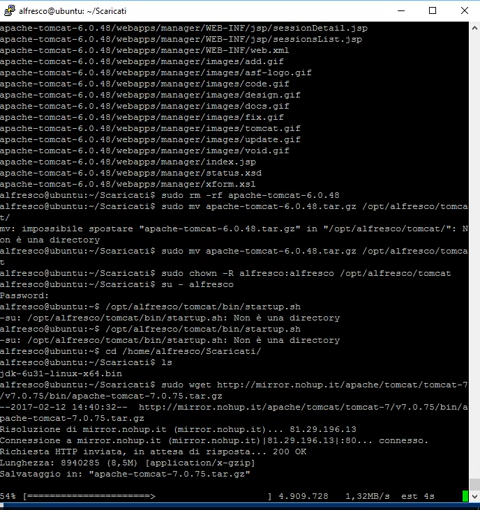 alfresco@ubuntu: ~/Scaricati
apache-tomcat-6.0.48/webapps/manager/WEB-INF/jsp/sessionDetail.jsp
apache-tomcat-6.0.48/webapps/manager/WEB-INF/jsp/sessionsList.jsp
apache-tomcat-6.0.48/webapps/manager/WEB-INF/web.xml
apache-tomcat-6.0.48/webapps/manager/images/add.gif
apache-tomcat-6.0.48/webapps/manager/images/asf-logo.gif
apache-tomcat-6.0.48/webapps/manager/images/code.gif
apache-tomcat-6.0.48/webapps/manager/images/design.gif
apache-tomcat-6.0.48/webapps/manager/images/docs.gif
apache-tomcat-6.0.48/webapps/manager/images/fix.gif
apache-tomcat-6.0.48/webapps/manager/images/tomcat.gif
apache-tomcat-6.0.48/webapps/manager/images/update.gif
apache-tomcat-6.0.48/webapps/manager/images/void.gif
apache-tomcat-6.0.48/webapps/manager/index.jsp
apache-tomcat-6.0.48/webapps/manager/status.xsd
apache-tomcat-6.0.48/webapps/manager/xform.xsl
alfresco@ubuntu:~/Scaricati$ sudo rm -rf apache-tomcat-6.0.48
alfresco@ubuntu:~/Scaricati$ sudo mv apache-tomcat-6.0.48.tar.gz /opt/alfresco/tomca
t/
mv: impossibile spostare "apache-tomcat-6.0.48.tar.gz" in "/opt/alfresco/tomcat/": N
on è una directory
alfresco@ubuntu:~/Scaricati$ sudo mv apache-tomcat-6.0.48.tar.gz /opt/alfresco/tomca
t
alfresco@ubuntu:~/Scaricati$ sudo chown -R alfresco:alfresco /opt/alfresco/tomcat
alfresco@ubuntu:~/Scaricati$ su - alfresco
Password:
alfresco@ubuntu:~$ /opt/alfresco/tomcat/bin/startup.sh
-su: /opt/alfresco/tomcat/bin/startup.sh: Non è una directory
alfresco@ubuntu:~$ /opt/alfresco/tomcat/bin/startup.sh
-su: /opt/alfresco/tomcat/bin/startup.sh: Non è una directory
alfresco@ubuntu:~$ cd /home/alfresco/Scaricati/
alfresco@ubuntu:~/Scaricati$ ls
jdk-6u31-linux-x64.bin
alfresco@ubuntu:~/Scaricati$ sudo wget http://mirror.nohup.it/apache/tomcat/tomcat-7
/v7.0.75/bin/apache-tomcat-7.0.75.tar.gz
--2017-02-12 14:40:32--  http://mirror.nohup.it/apache/tomcat/tomcat-7/v7.0.75/bin/a
pache-tomcat-7.0.75.tar.gz
Risoluzione di mirror.nohup.it (mirror.nohup.it)... 81.29.196.13
Connessione a mirror.nohup.it (mirror.nohup.it)|81.29.196.13|:80... connesso.
Richiesta HTTP inviata, in attesa di risposta... 200 OK
Lunghezza: 8940285 (8,5M) [application/x-gzip]
Salvataggio in: "apache-tomcat-7.0.75.tar.gz"
54% [======================>                    ] 4.909.728   1,32MB/s  est 4s